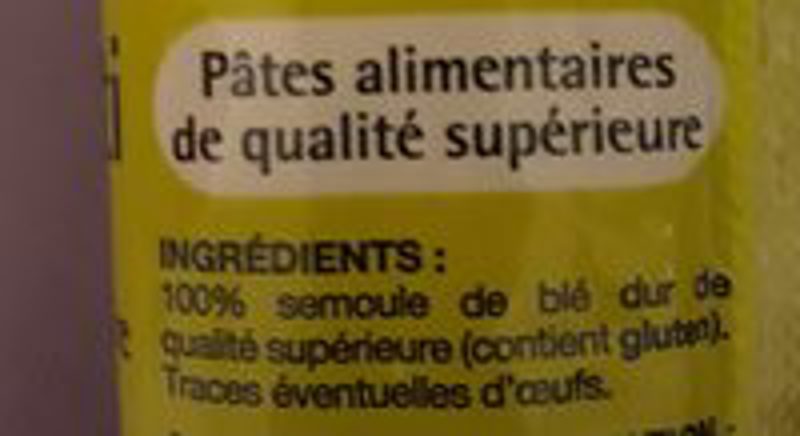 Pâtes alimentaires
de qualité supérieure
INGRÉDIENTS :
100% semoule de blé dur de
qualité supérieure (contient gluten).
Traces éventuelles d'œufs.